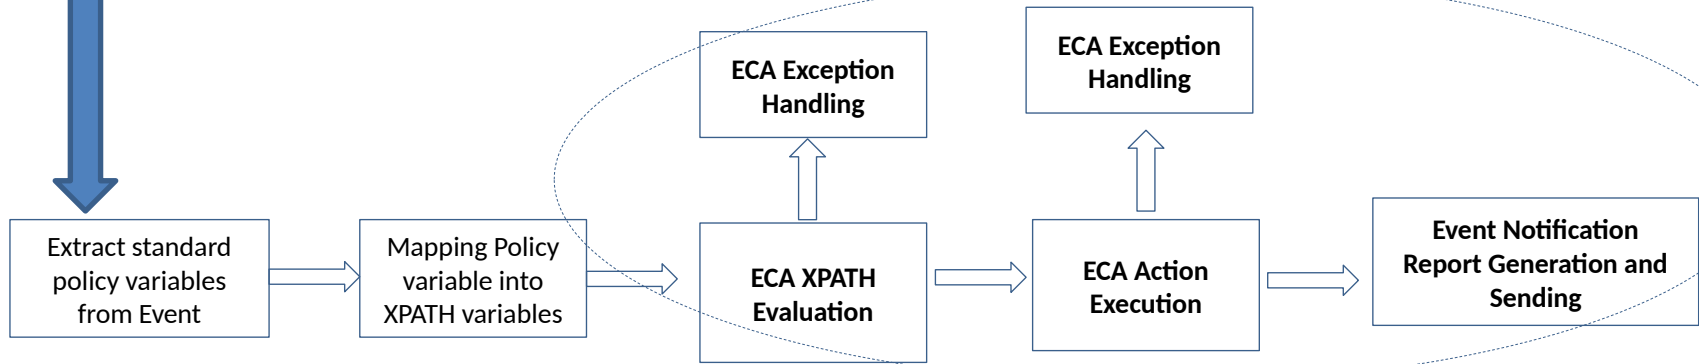 ECA Exception
Handling
ECA Exception
Handling
Extract standard
policy variables
from Event
Mapping Policy
variable into
XPATH variables
ECA XPATH
Evaluation
ECA Action
Execution
Event Notification
Report Generation and
Sending